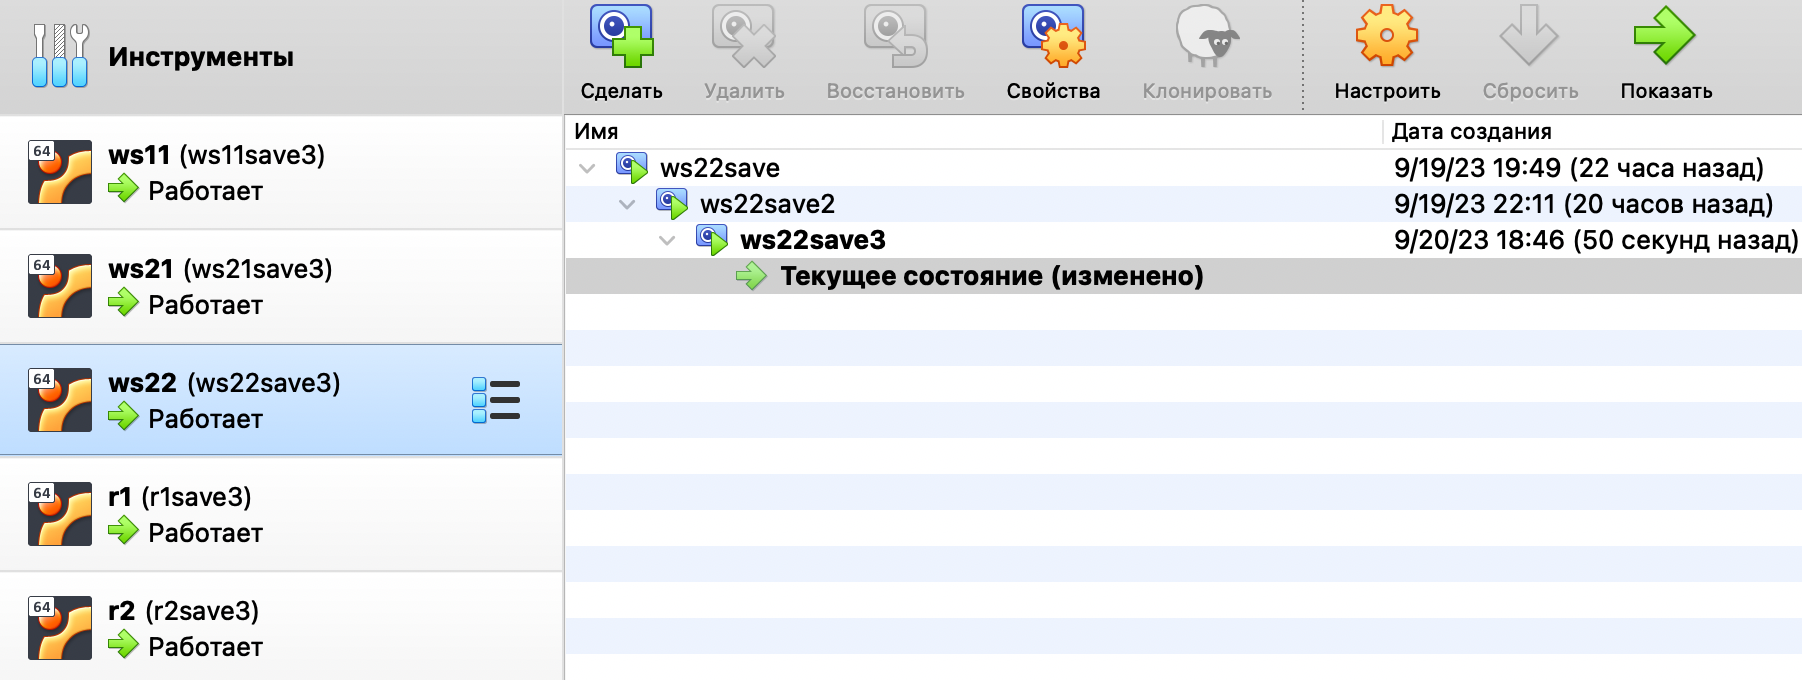 Инструменты
Сделать
Удалить
Восстановить
Свойства
Клонировать
Настроить
Сбросить
Показать
64
ws11 (ws11save3)
Работает
64
ws21 (ws21save3)
Работает
64
ws22 (ws22save3)
Работает
64
r1 (r1save3)
Работает
64
r2 (r2save3)
Работает
Имя Дата создания
ws22save 9/19/23 19:49 (22 часа назад)
ws22save2 9/19/23 22:11 (20 часов назад)
ws22save3 9/20/23 18:46 (50 секунд назад)
Текущее состояние (изменено)